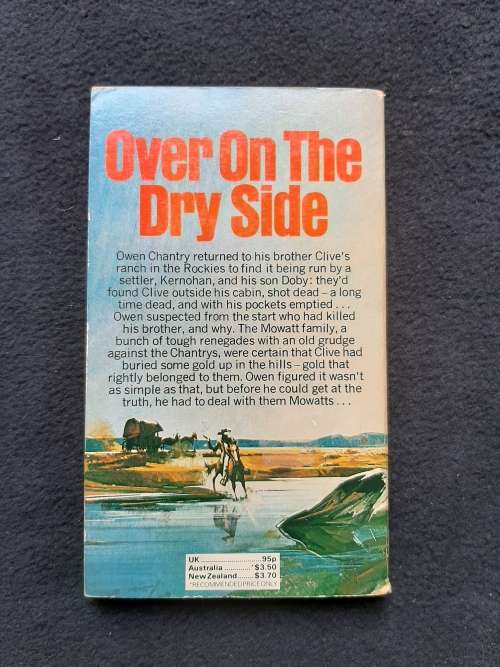 Over On The
Dry Side
Owen Chantry returned to his brother Clive's
ranch in the Rockies to find it being run by a
settler, Kernohan, and his son Doby: they'd
found Clive outside his cabin, shot dead – a long
time dead, and with his pockets emptied . . .
Owen suspected from the start who had killed
his brother, and why. The Mowatt family, a
bunch of tough renegades with an old grudge
against the Chantrys, were certain that Clive had
buried some gold up in the hills – gold that
rightly belonged to them. Owen figured it wasn't
as simple as that, but before he could get at the
truth, he had to deal with them Mowatts . . .
UK..........................95p
Australia ............*$3.50
New Zealand.......$3.70
*RECOMMENDED PRICE ONLY